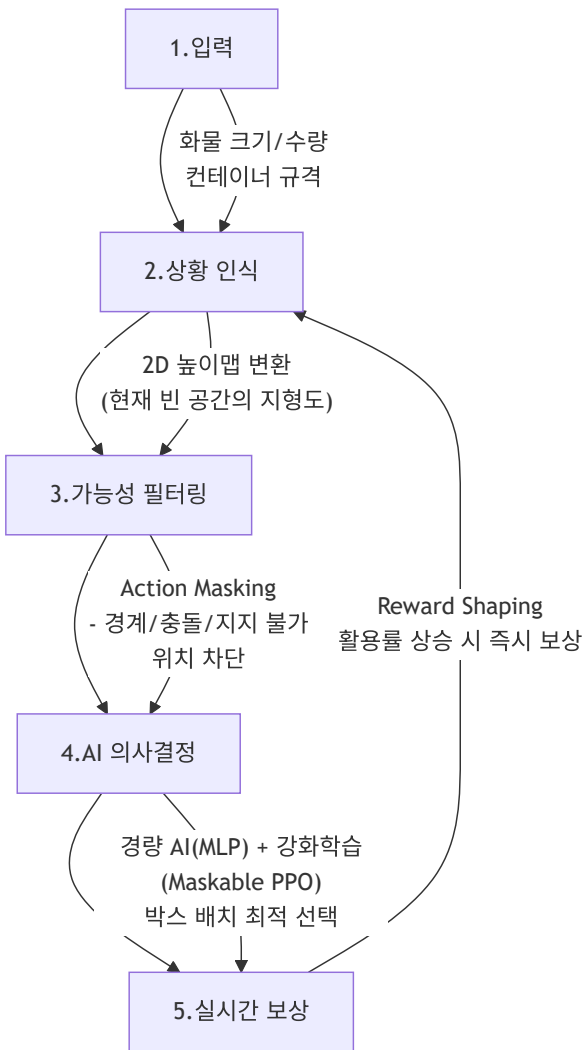 1.입력
화물 크기/수량
컨테이너 규격
2.상황 인식
2D 높이맵 변환
(현재 빈 공간의 지형도)
3.가능성 필터링
Action Masking
- 경계/충돌/지지 불가
위치 차단
Reward Shaping
활용률 상승 시 즉시 보상
4.AI 의사결정
경량 AI(MLP) + 강화학습
(Maskable PPO)
박스 배치 최적 선택
5.실시간 보상